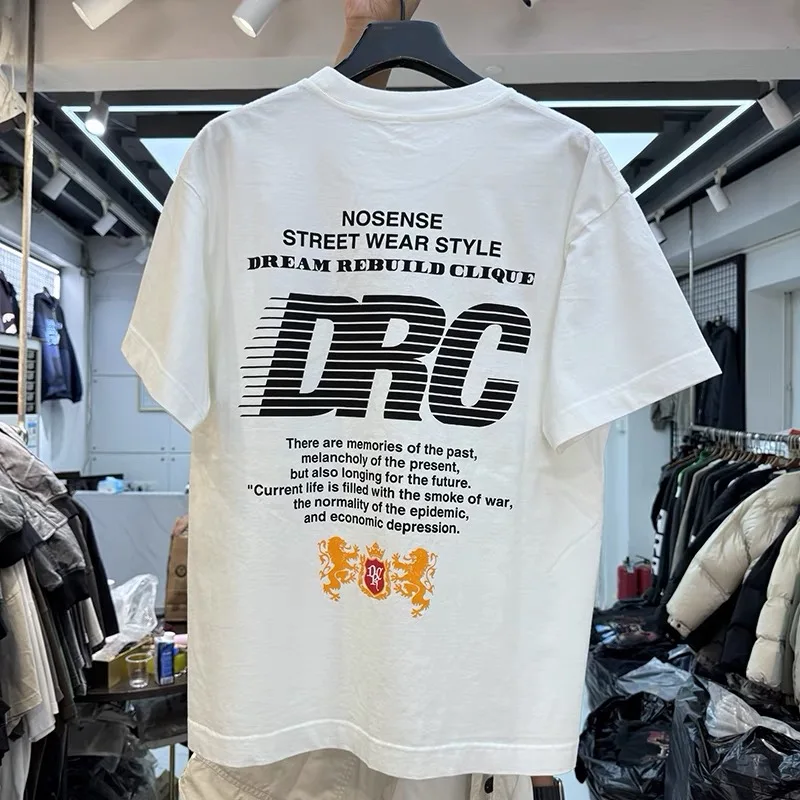 NOSENSE
STREET WEAR STYLE
DREAM REBUILD CLIQUE
DRC
There are memories of the past,
melancholy of the present,
but also longing for the future.
"Current life is filled with the smoke of war,
the normality of the epidemic,
and economic depression.